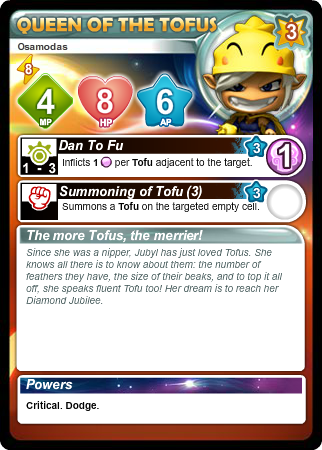 QUEEN OF THE TOFUS
3
Osamodas
8
4
MP
8
HP
6
AP
Dan To Fu
3
1 - 3
Inflicts 1 per Tofu adjacent to the target.
1
Summoning of Tofu (3)
3
Summons a Tofu on the targeted empty cell.
The more Tofus, the merrier!
Since she was a nipper, Jubyl has just loved Tofus. She
knows all there is to know about them: the number of
feathers they have, the size of their beaks, and to top it all
off, she speaks fluent Tofu too! Her dream is to reach her
Diamond Jubilee.
Powers
Critical. Dodge.